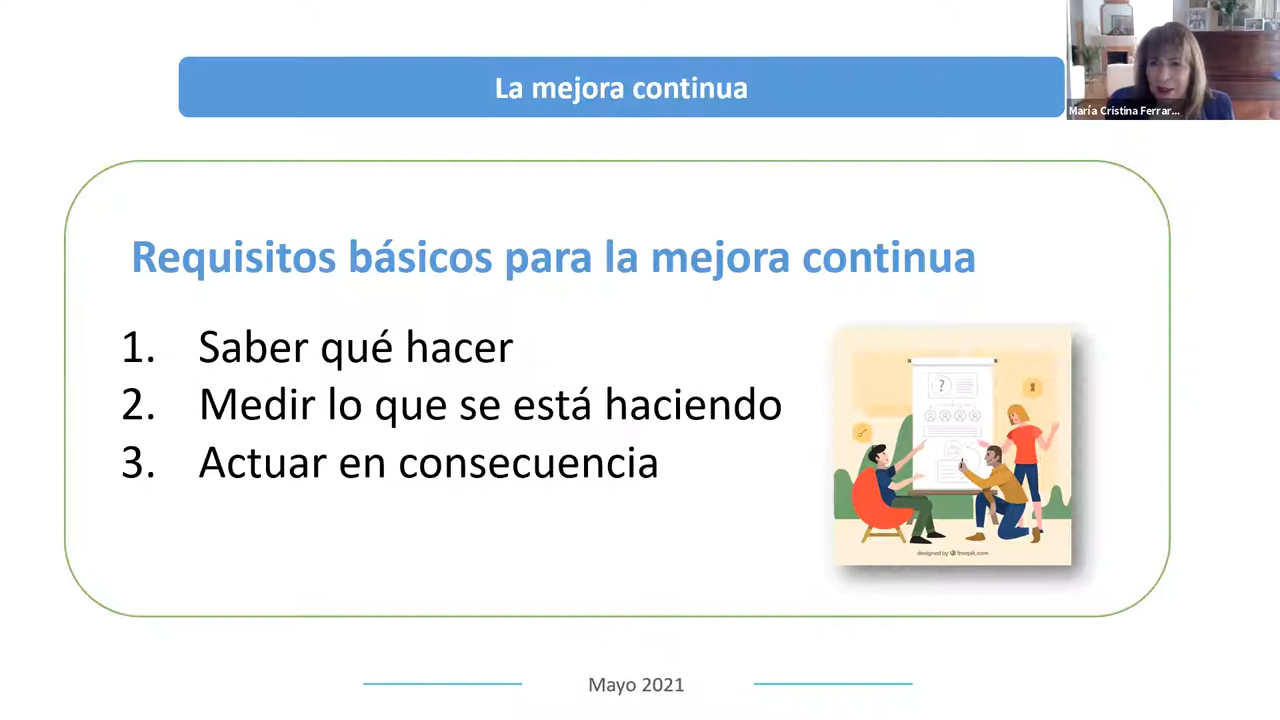 La mejora continua
María Cristina Ferrar...
Requisitos básicos para la mejora continua
1. Saber qué hacer
2. Medir lo que se está haciendo
3. Actuar en consecuencia
?
designed by freepik.com
Mayo 2021